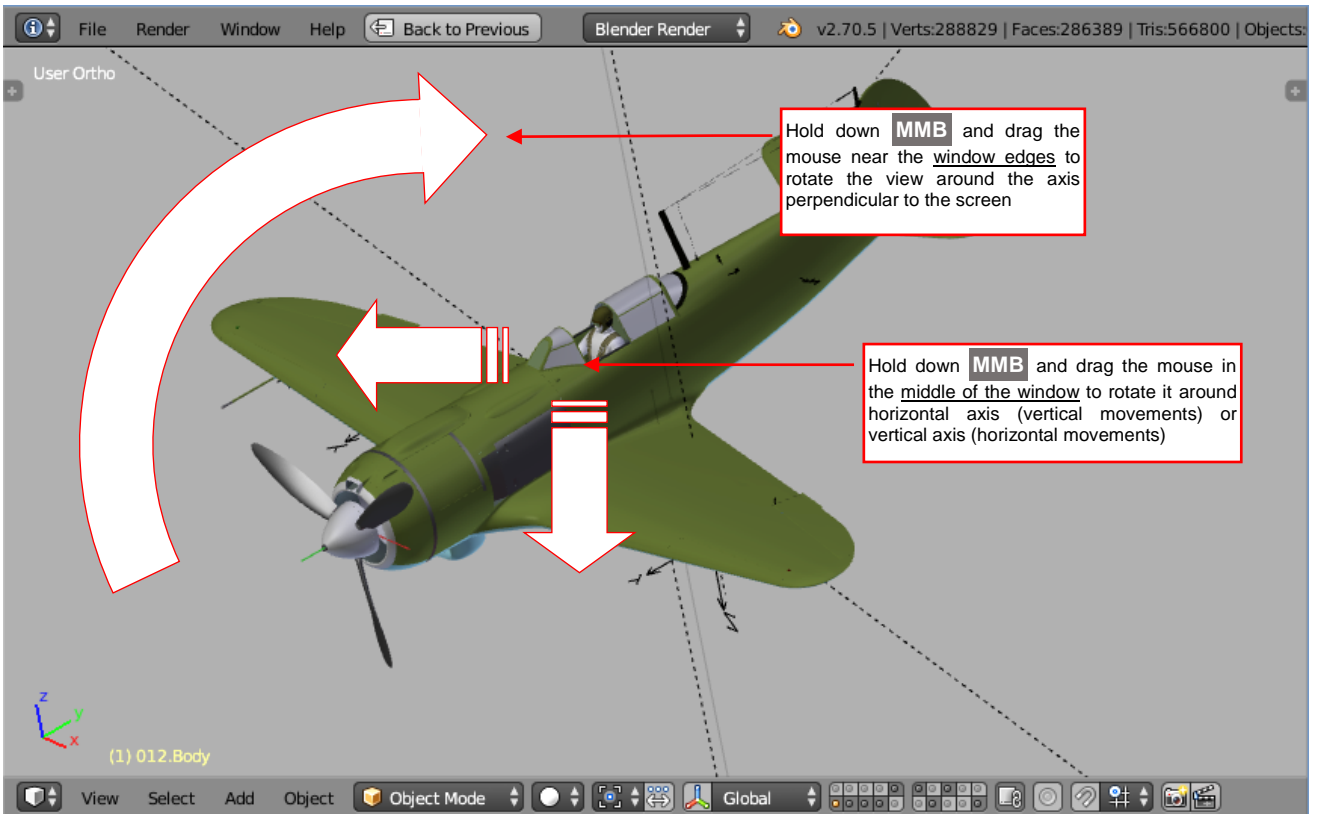 File Render Window Help Back to Previous Blender Render v2.70.5 | Verts:288829 | Faces:286389 | Tris:566800 | Objects:
User Ortho
Hold down MMB and drag the
mouse near the window edges to
rotate the view around the axis
perpendicular to the screen
Hold down MMB and drag the mouse in
the middle of the window to rotate it around
horizontal axis (vertical movements) or
vertical axis (horizontal movements)
z
y
x
(1) 012.Body
View Select Add Object Object Mode Global